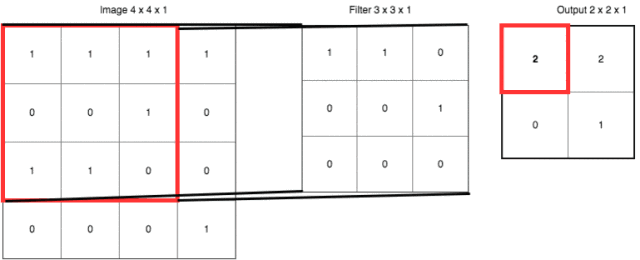 Image 4 x 4 x 1 Filter 3 x 3 x 1 Output 2 x 2 x 1
1 1 1 1 1 1 0 2 2
0 0 1 0 0 0 1 0 1
1 1 0 0 0 0 0
0 0 0 1